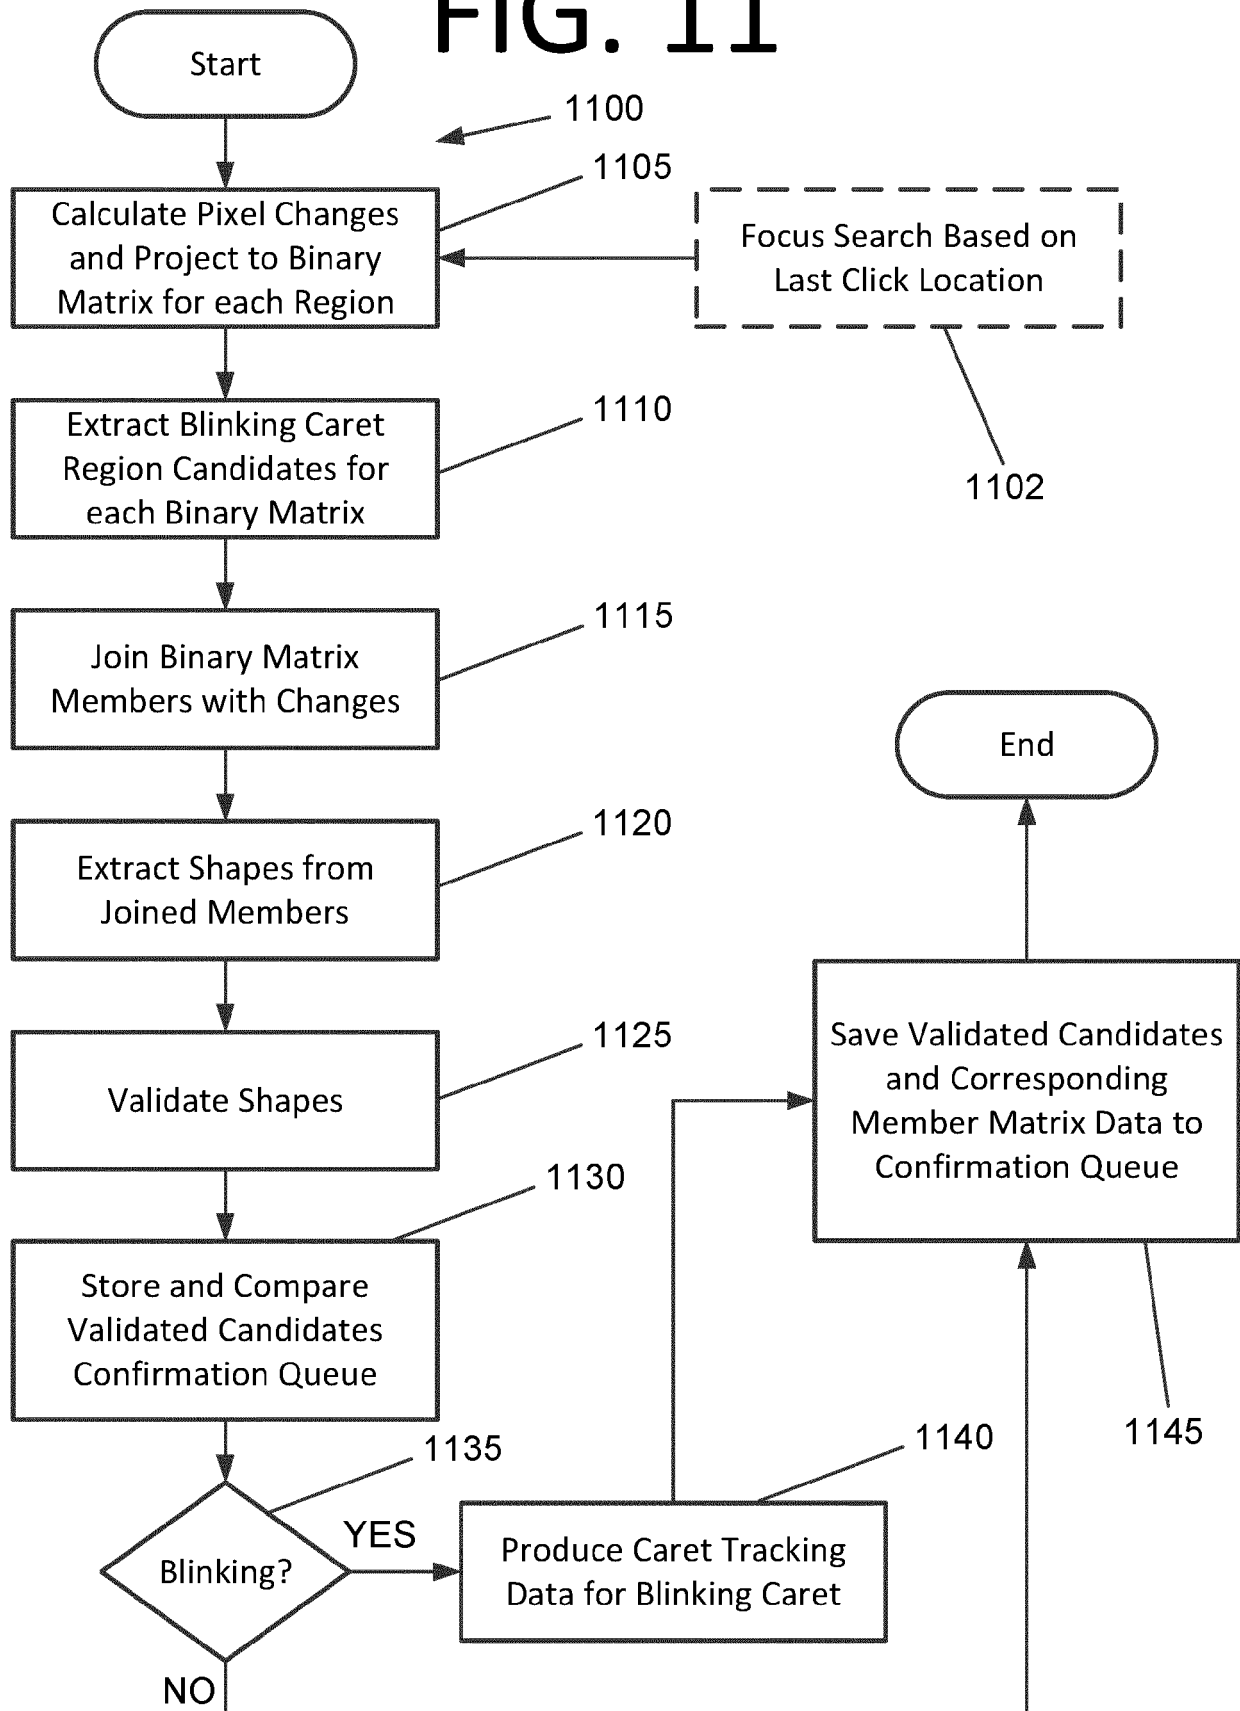 FIG. 11
Start
1100
1105
Calculate Pixel Changes
and Project to Binary
Matrix for each Region
Focus Search Based on
Last Click Location
1102
Extract Blinking Caret
Region Candidates for
each Binary Matrix
1110
Join Binary Matrix
Members with Changes
1115
Extract Shapes from
Joined Members
1120
Validate Shapes
1125
Store and Compare
Validated Candidates
Confirmation Queue
1130
Blinking?
1135
YES
NO
Produce Caret Tracking
Data for Blinking Caret
1140
Save Validated Candidates
and Corresponding
Member Matrix Data to
Confirmation Queue
1145
End